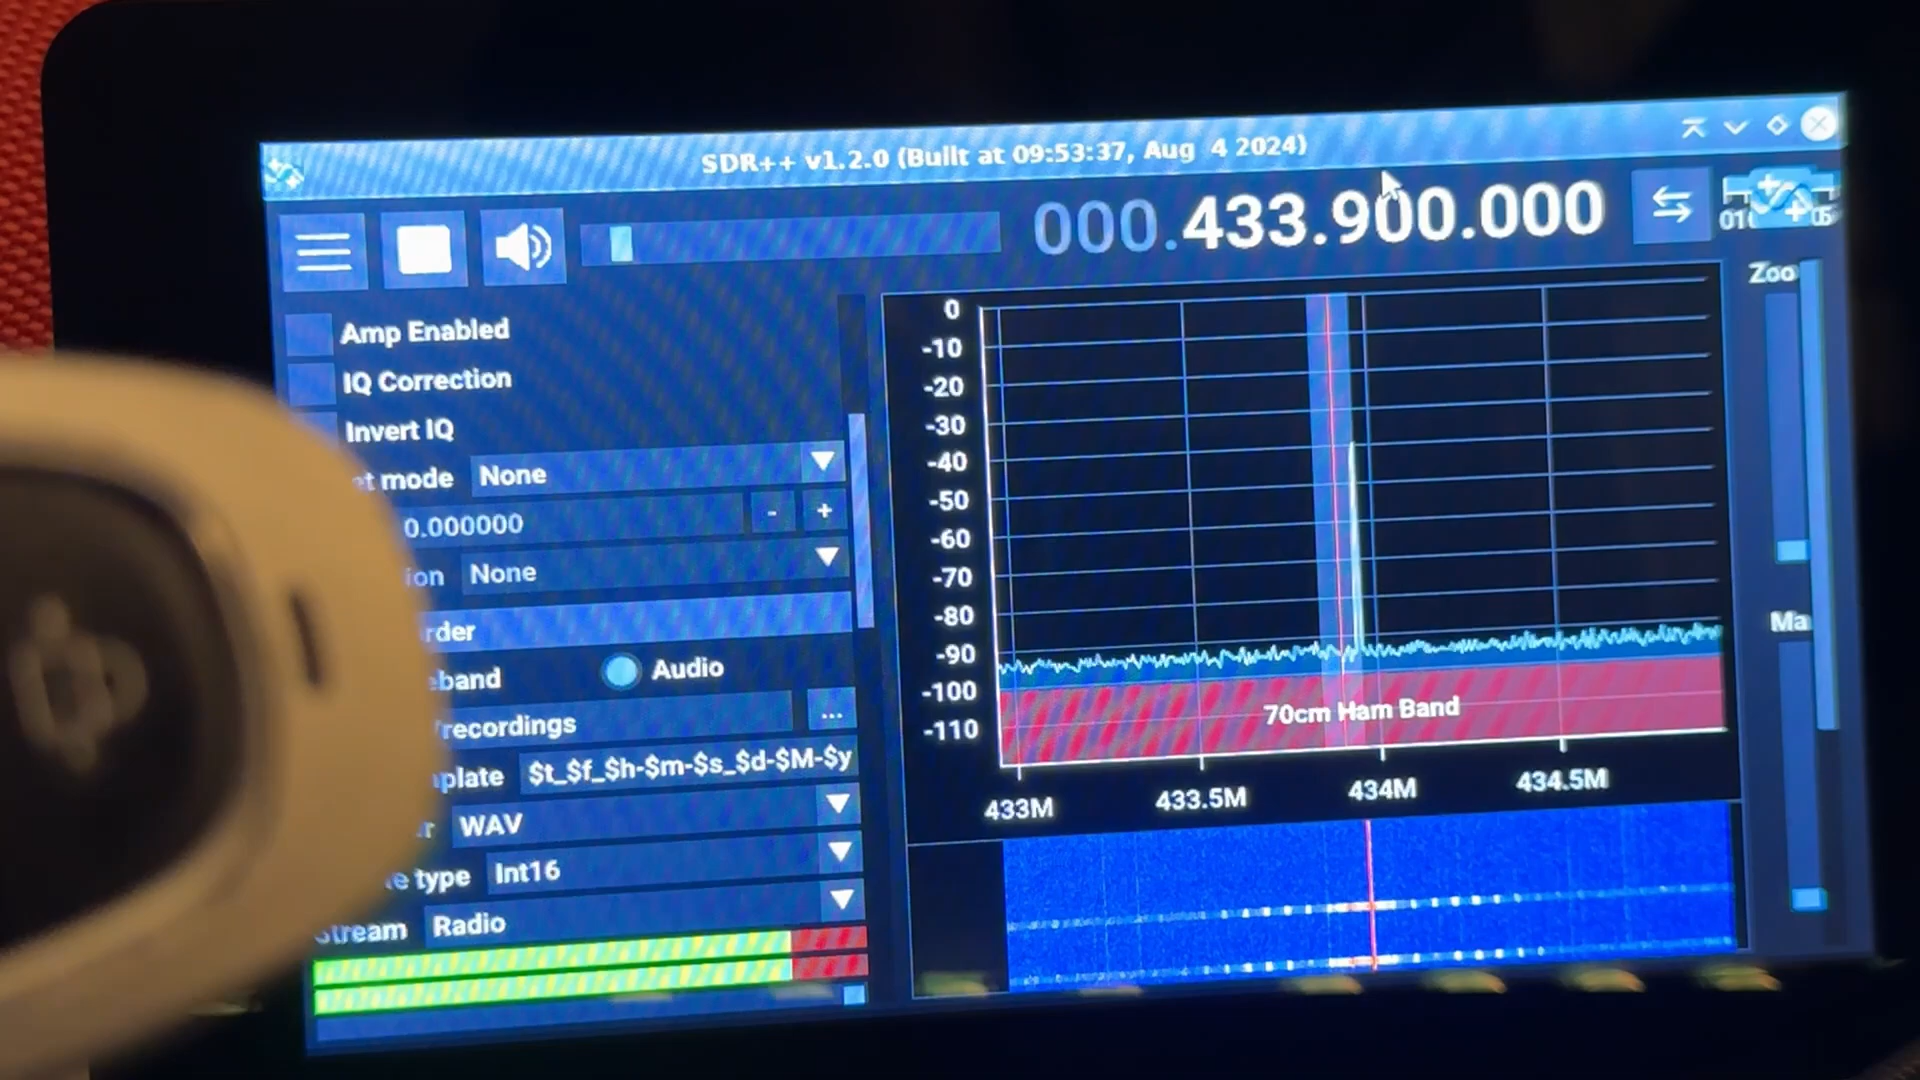 SDR++ v1.2.0 (Built at 09:53:37, Aug 4 2024)
000.433.900.000
Zoo
Amp Enabled
IQ Correction
Invert IQ
et mode None
0.000000 - +
ion None
rder
eband Audio
/recordings ...
plate $t_$f_$h-$m-$s_$d-$M-$y
r WAV
e type Int16
Stream Radio
0
-10
-20
-30
-40
-50
-60
-70
-80
-90
-100
-110
70cm Ham Band
433M 433.5M 434M 434.5M
Ma